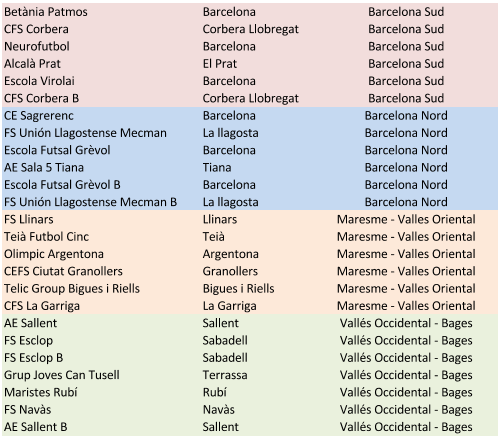 Betània Patmos Barcelona Barcelona Sud
CFS Corbera Corbera Llobregat Barcelona Sud
Neurofutbol Barcelona Barcelona Sud
Alcalà Prat El Prat Barcelona Sud
Escola Virolai Barcelona Barcelona Sud
CFS Corbera B Corbera Llobregat Barcelona Sud
CE Sagrerenc Barcelona Barcelona Nord
FS Unión Llagostense Mecman La llagosta Barcelona Nord
Escola Futsal Grèvol Barcelona Barcelona Nord
AE Sala 5 Tiana Tiana Barcelona Nord
Escola Futsal Grèvol B Barcelona Barcelona Nord
FS Unión Llagostense Mecman B La llagosta Barcelona Nord
FS Llinars Llinars Maresme - Valles Oriental
Teià Futbol Cinc Teià Maresme - Valles Oriental
Olimpic Argentona Argentona Maresme - Valles Oriental
CEFS Ciutat Granollers Granollers Maresme - Valles Oriental
Telic Group Bigues i Riells Bigues i Riells Maresme - Valles Oriental
CFS La Garriga La Garriga Maresme - Valles Oriental
AE Sallent Sallent Vallés Occidental - Bages
FS Esclop Sabadell Vallés Occidental - Bages
FS Esclop B Sabadell Vallés Occidental - Bages
Grup Joves Can Tusell Terrassa Vallés Occidental - Bages
Maristes Rubí Rubí Vallés Occidental - Bages
FS Navàs Navàs Vallés Occidental - Bages
AE Sallent B Sallent Vallés Occidental - Bages